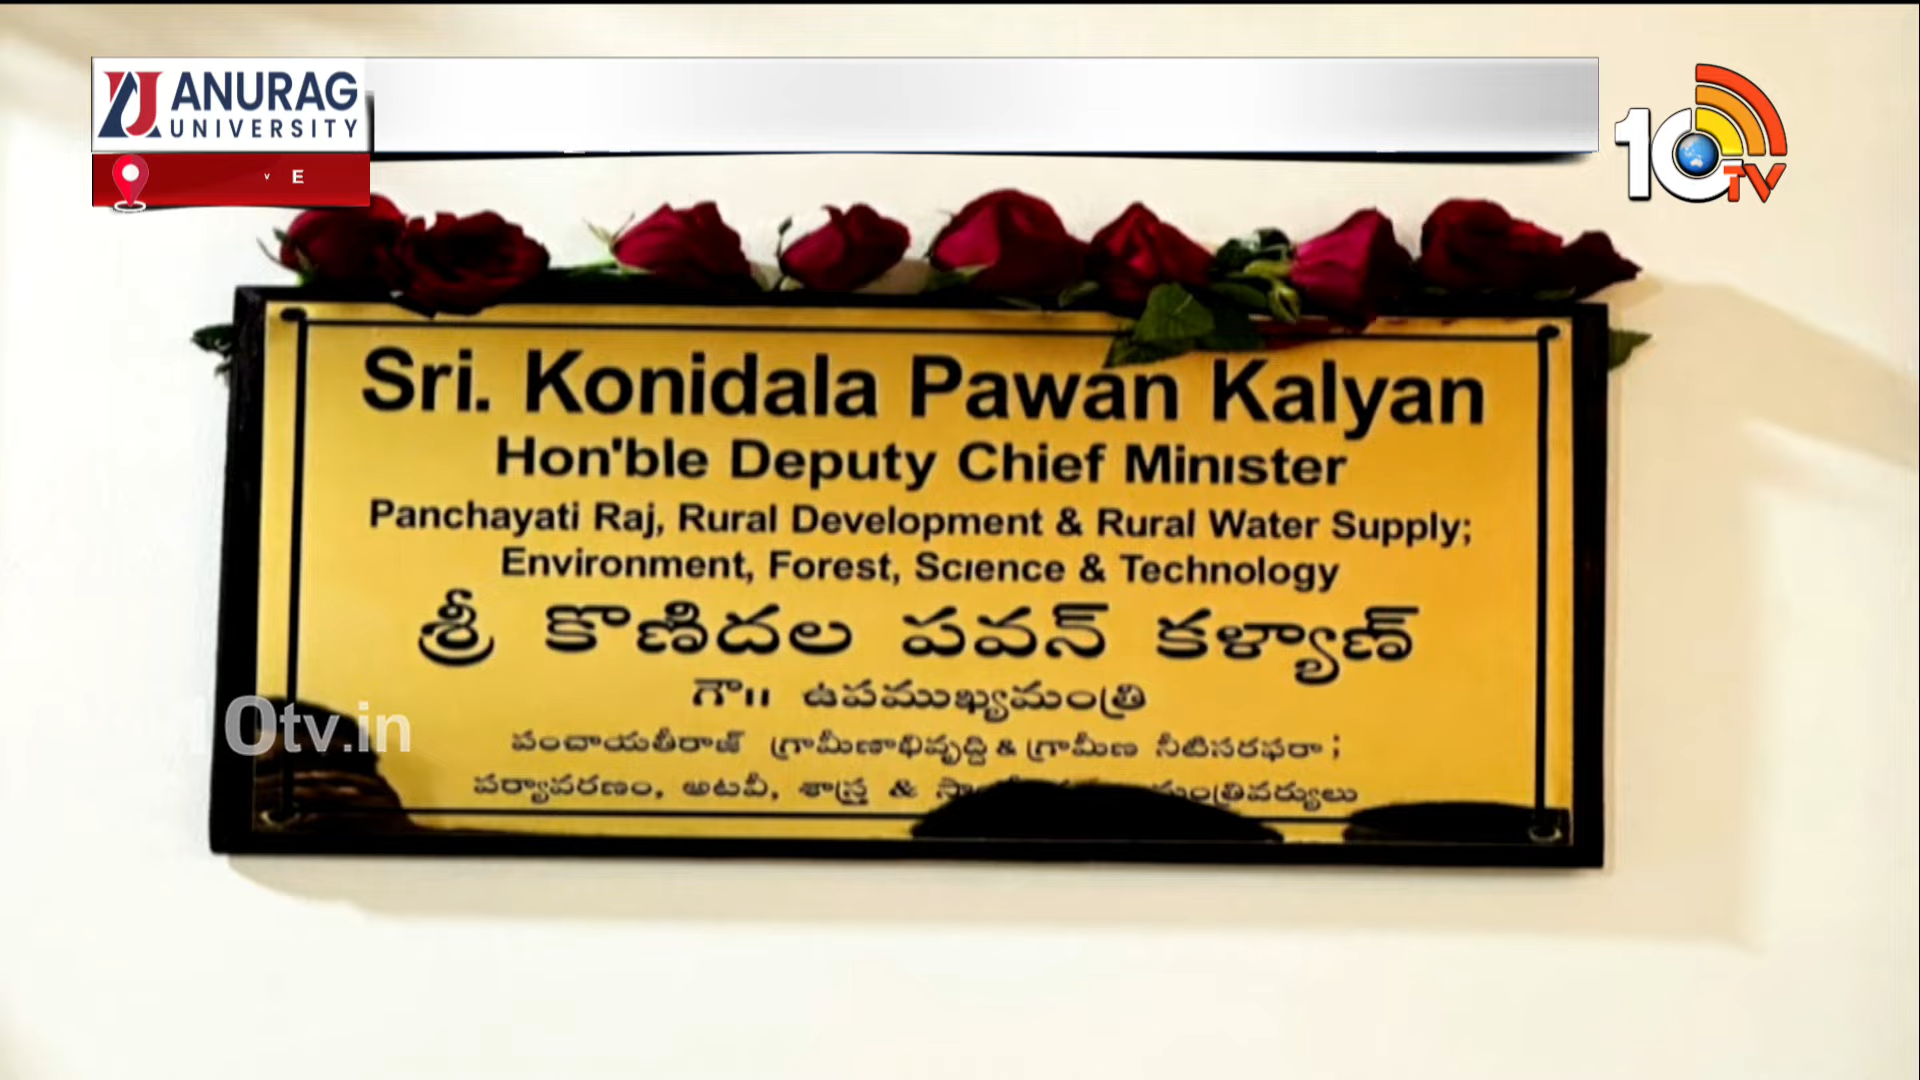 ANURAG
UNIVERSITY
10TV
Sri. Konidala Pawan Kalyan
Hon'ble Deputy Chief Minister
Panchayati Raj, Rural Development & Rural Water Supply;
Environment, Forest, Science & Technology
శ్రీ కొణిదల పవన్ కళ్యాణ్
గౌ|| ఉపముఖ్యమంత్రి
పంచాయతీరాజ్ గ్రామీణాభివృద్ది & గ్రామీణ నీటిసరఫరా ;
పర్యావరణం, అటవీ, శాస్త్ర &
0tv.in